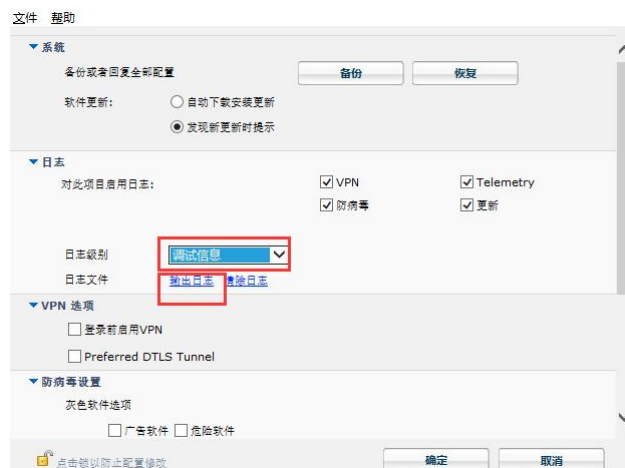 文件 帮助
系统
备份或者回复全部配置 备份 恢复
软件更新: 自动下载安装更新
发现新更新时提示
日志
对此项目启用日志: VPN Telemetry
防病毒 更新
日志级别 调试信息
日志文件 输出日志 清除日志
VPN 选项
登录前启用VPN
Preferred DTLS Tunnel
防病毒设置
灰色软件选项
广告软件 危险软件
点击锁以防止配置修改 确定 取消